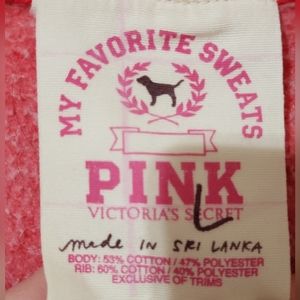 MY FAVORITE SWEATS
PINK
L
VICTORIA'S SECRET
made IN SRI LANKA
BODY: 53% COTTON / 47% POLYESTER
RIB: 60% COTTON / 40% POLYESTER
EXCLUSIVE OF TRIMS